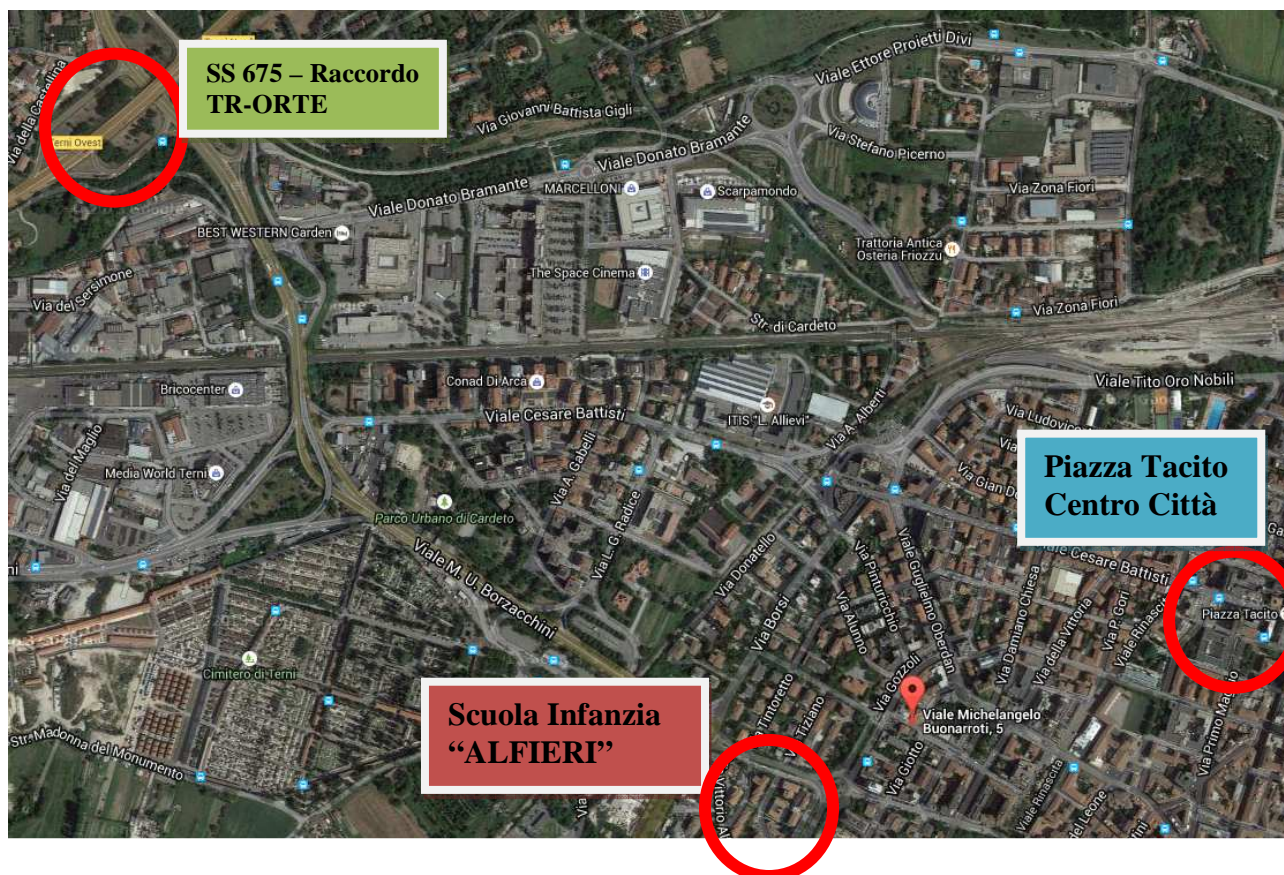 SS 675 – Raccordo
TR-ORTE
Via della Castellina
Terni Ovest
Viale Ettore Proietti Divi
Via Giovanni Battista Gigli
Via Stefano Picerno
Viale Donato Bramante
MARCELLONI
Scarpamondo
Via Zona Fiori
Viale Donato Bramante
BEST WESTERN Garden
Trattoria Antica
Osteria Friozzu
The Space Cinema
Via del Sersimone
Via Zona Fiori
Str. di Cardeto
Bricocenter
Conad Di Arca
Viale Tito Oro Nobili
Viale Cesare Battisti
ITIS "L. Allievi"
Via A. Alberti
Via Ludovico
Via del Maglio
Media World Terni
Via A. Gabelli
Via Gian
Piazza Tacito
Centro Città
Parco Urbano di Cardeto
Via L. G. Radice
Viale M. U. Borzacchini
Via Donatello
Via Pinturicchio
Viale Guglielmo Oberdan
Cesare Battisti
Via Borsi
Via Alunno
Via Damiano Chiesa
Via della Vittoria
Via P. Gori
Viale Rinascita
Piazza Tacito
Cimitero di Terni
Via Gozzoli
Scuola Infanzia
“ALFIERI”
Tintoretto
Tiziano
Viale Michelangelo
Buonarroti, 5
Via Primo Maggio
Str. Madonna del Monumento
Via Giotto
Viale Rinascita
Vittorio
del Leone